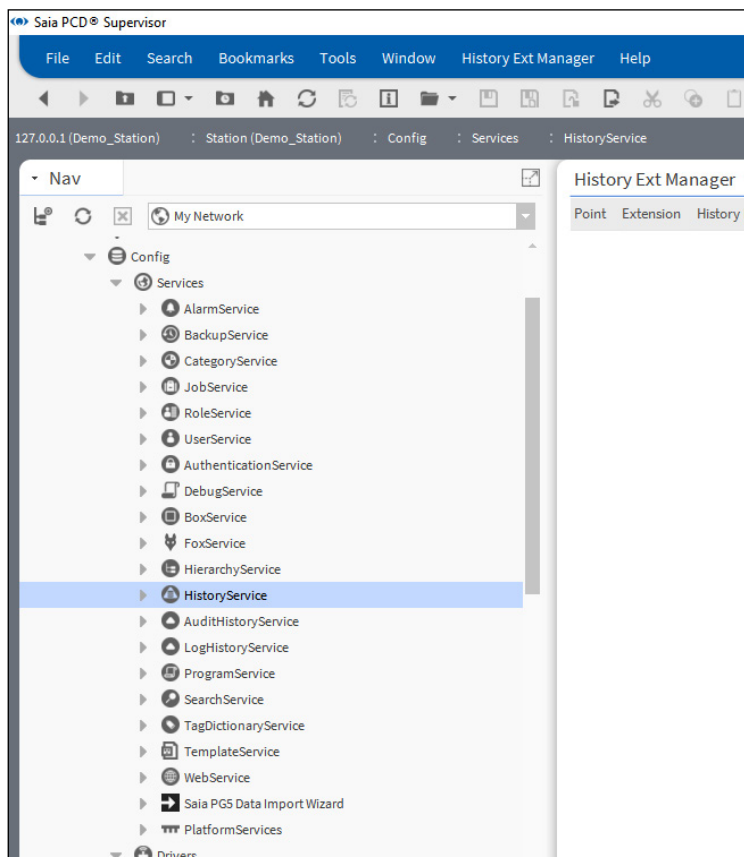 Saia PCD® Supervisor
File Edit Search Bookmarks Tools Window History Ext Manager Help
127.0.0.1 (Demo_Station) : Station (Demo_Station) : Config : Services : HistoryService
Nav
History Ext Manager
My Network
Point Extension History
Config
Services
AlarmService
BackupService
CategoryService
JobService
RoleService
UserService
AuthenticationService
DebugService
BoxService
FoxService
HierarchyService
HistoryService
AuditHistoryService
LogHistoryService
ProgramService
SearchService
TagDictionaryService
TemplateService
WebService
Saia PG5 Data Import Wizard
PlatformServices
Drivers